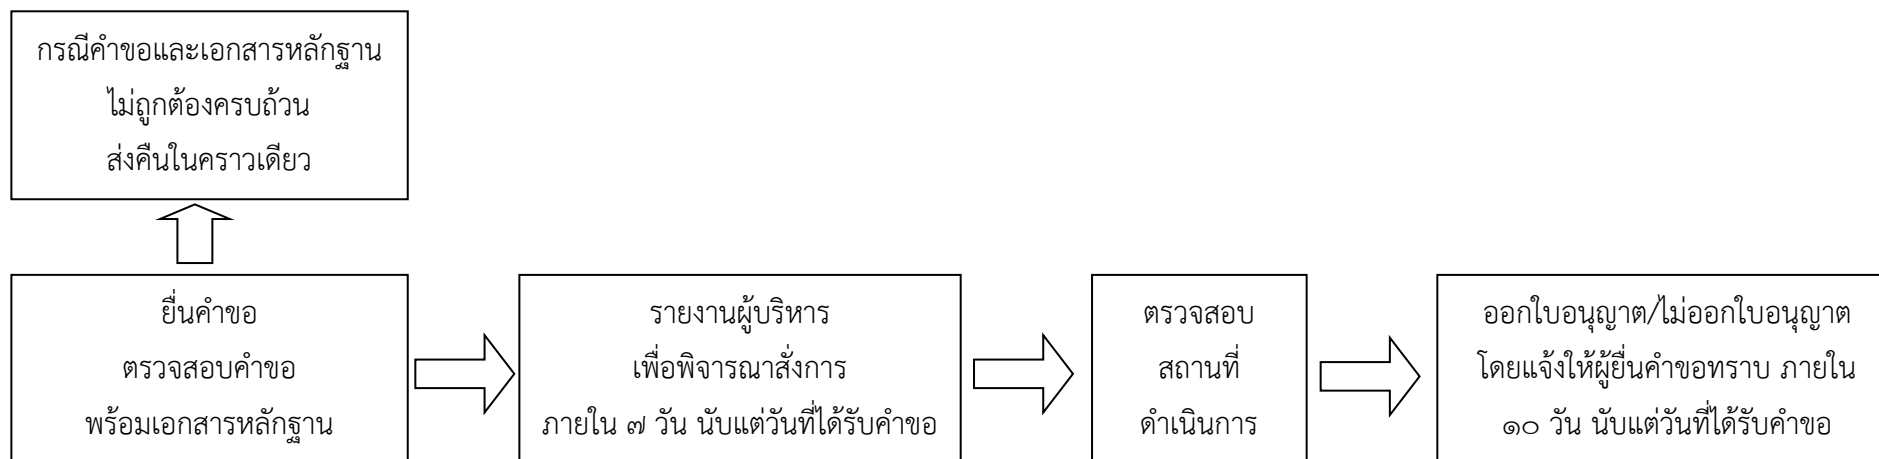 กรณีคำขอและเอกสารหลักฐาน
ไม่ถูกต้องครบถ้วน
ส่งคืนในคราวเดียว
ยื่นคำขอ
ตรวจสอบคำขอ
พร้อมเอกสารหลักฐาน
รายงานผู้บริหาร
เพื่อพิจารณาสั่งการ
ภายใน ๗ วัน นับแต่วันที่ได้รับคำขอ
ตรวจสอบ
สถานที่
ดำเนินการ
ออกใบอนุญาต/ไม่ออกใบอนุญาต
โดยแจ้งให้ผู้ยื่นคำขอทราบ ภายใน
๑๐ วัน นับแต่วันที่ได้รับคำขอ